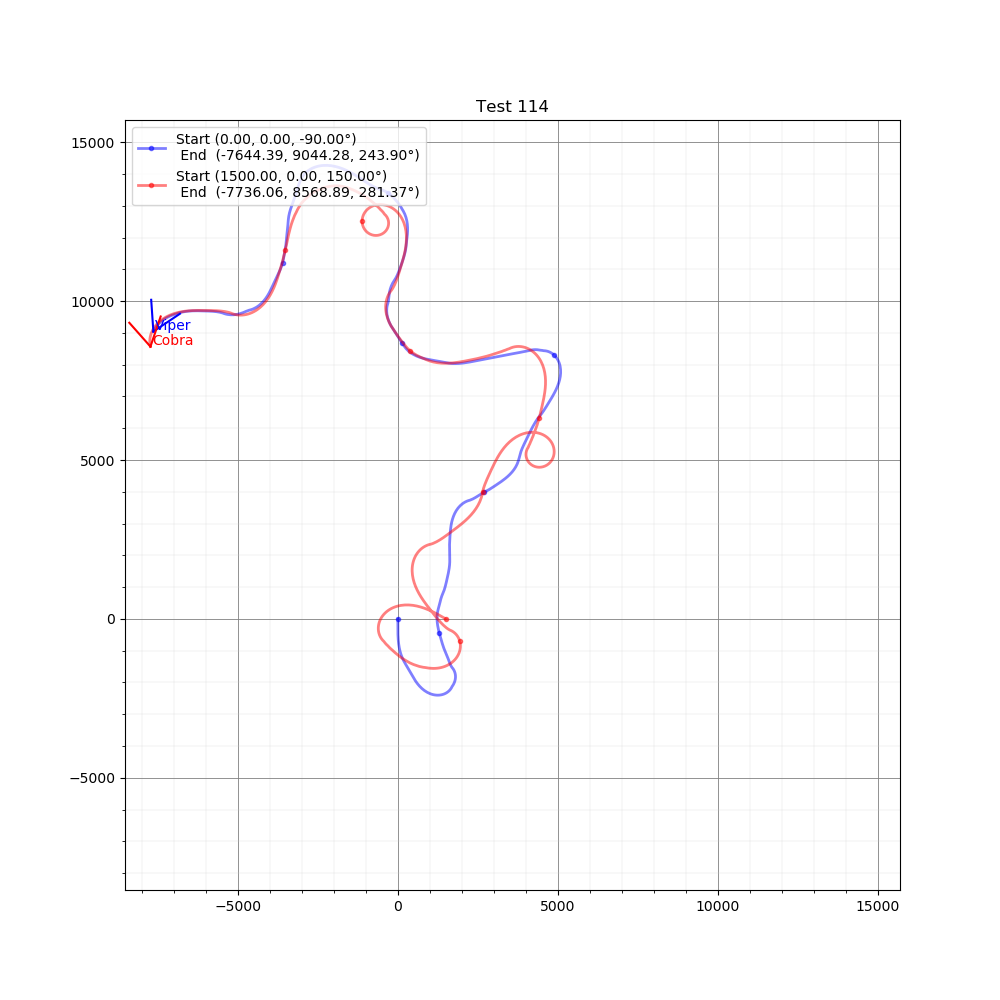 Test 114
Start (0.00, 0.00, -90.00°)
End  (-7644.39, 9044.28, 243.90°)
Start (1500.00, 0.00, 150.00°)
End  (-7736.06, 8568.89, 281.37°)
15000
10000
5000
0
−5000
Viper
Cobra
−5000
0
5000
10000
15000